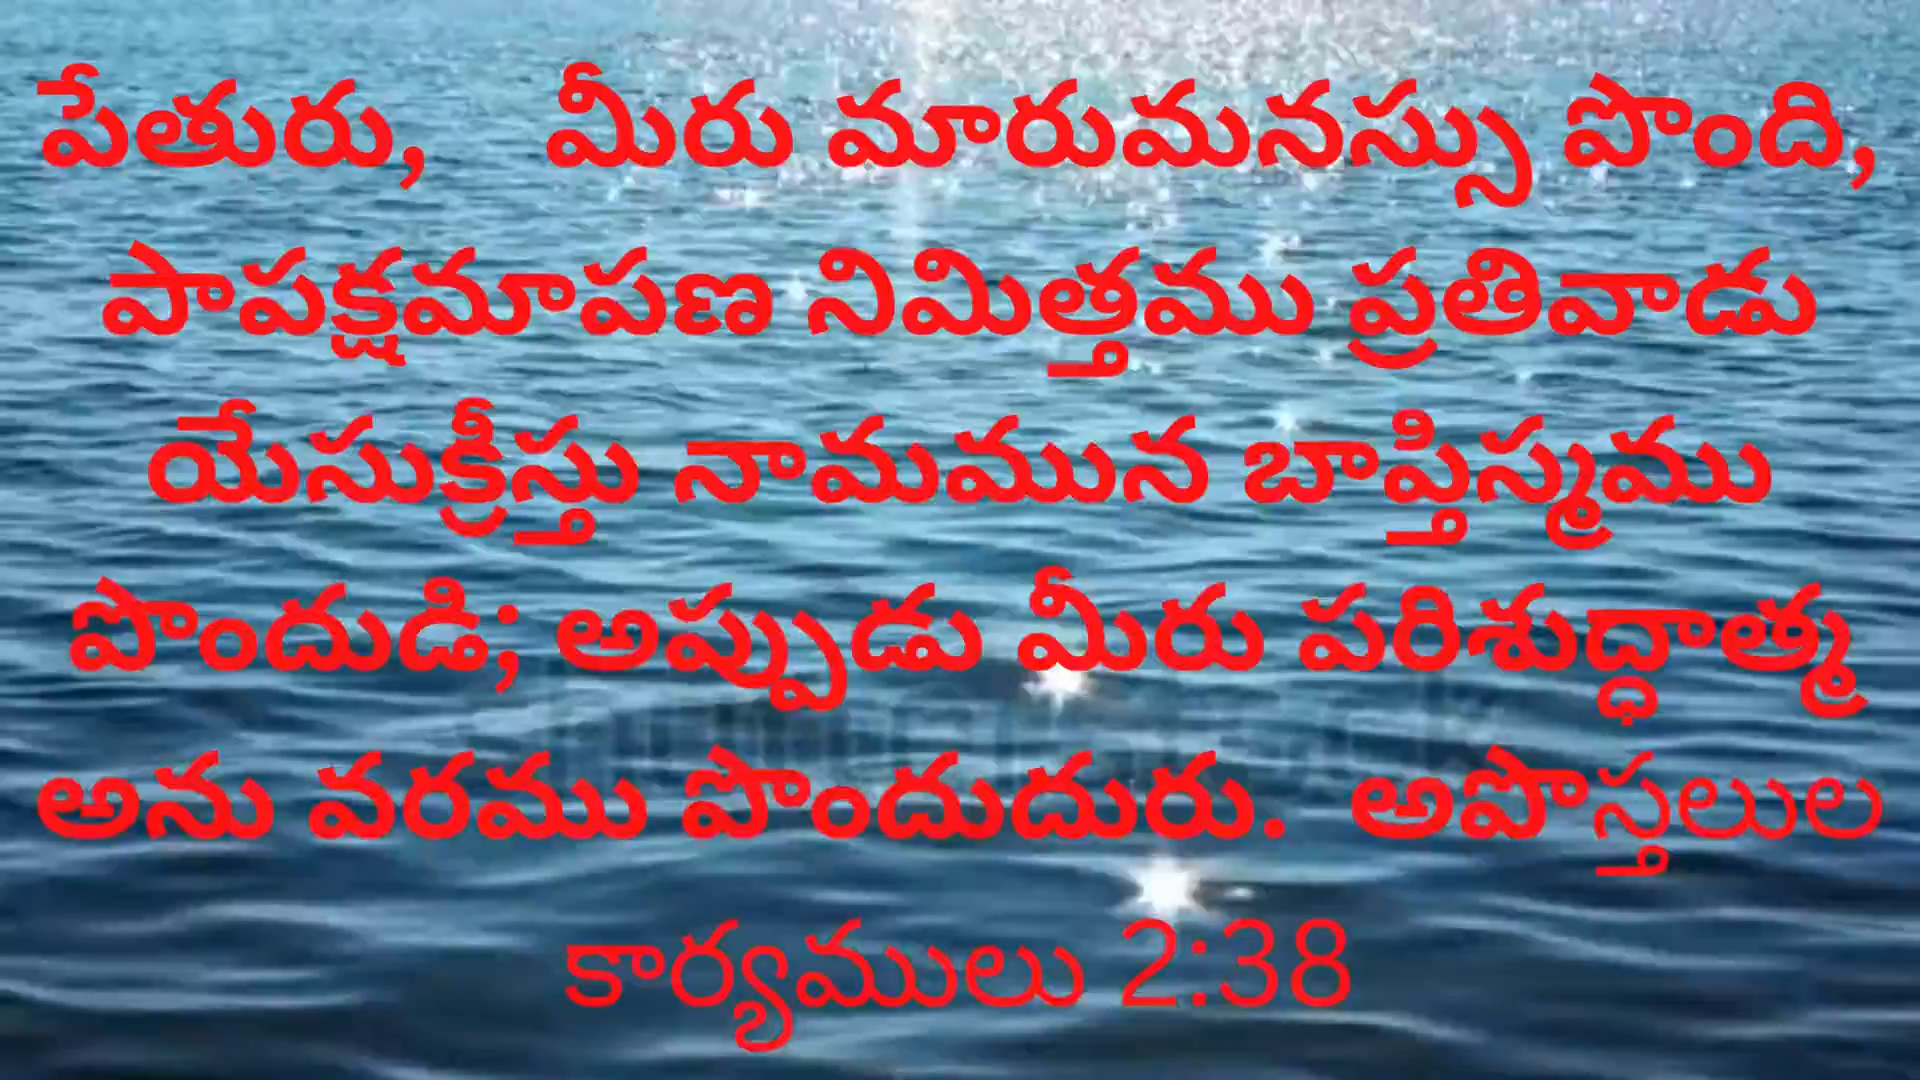 పేతురు, మీరు మారుమనస్సు పొంది,
పాపక్షమాపణ నిమిత్తము ప్రతివాడు
యేసుక్రీస్తు నామమున బాప్తిస్మము
పొందుడి; అప్పుడు మీరు పరిశుద్ధాత్మ
అను వరము పొందుదురు. అపొస్తలుల
కార్యములు 2:38